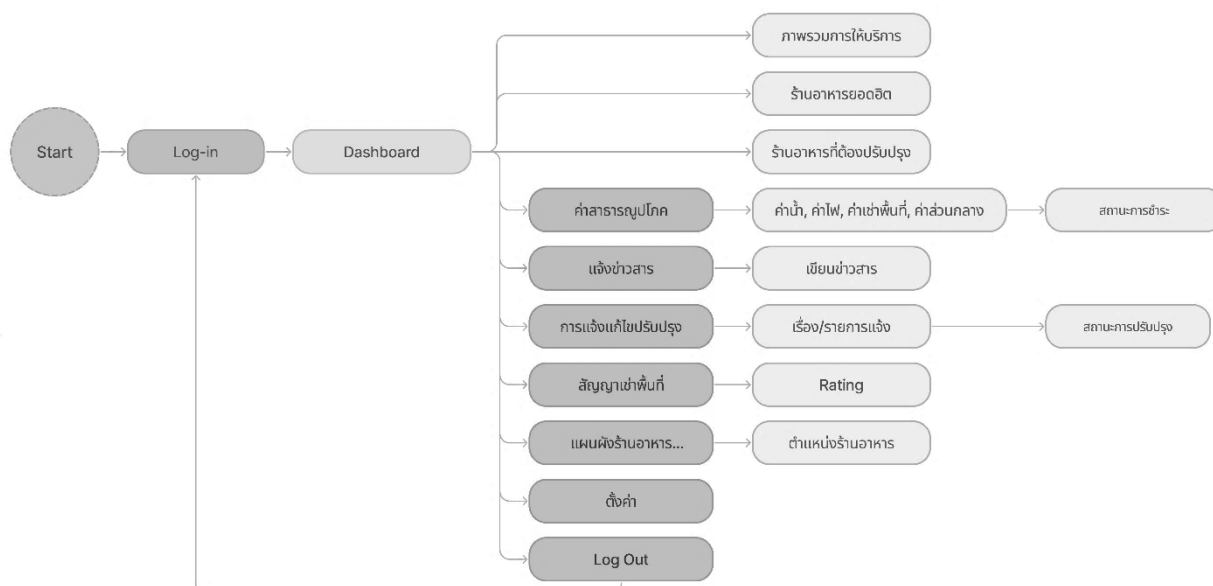 ภาพรวมการให้บริการ
ร้านอาหารยอดฮิต
Start
Log-in
Dashboard
ร้านอาหารที่ต้องปรับปรุง
ค่าสาธารณูปโภค
ค่าน้ำ, ค่าไฟ, ค่าเช่าพื้นที่, ค่าส่วนกลาง
สถานะการชำระ
แจ้งข่าวสาร
เขียนข่าวสาร
การแจ้งแก้ไขปรับปรุง
เรื่อง/รายการแจ้ง
สถานะการปรับปรุง
สัญญาเช่าพื้นที่
Rating
แผนผังร้านอาหาร...
ตำแหน่งร้านอาหาร
ตั้งค่า
Log Out